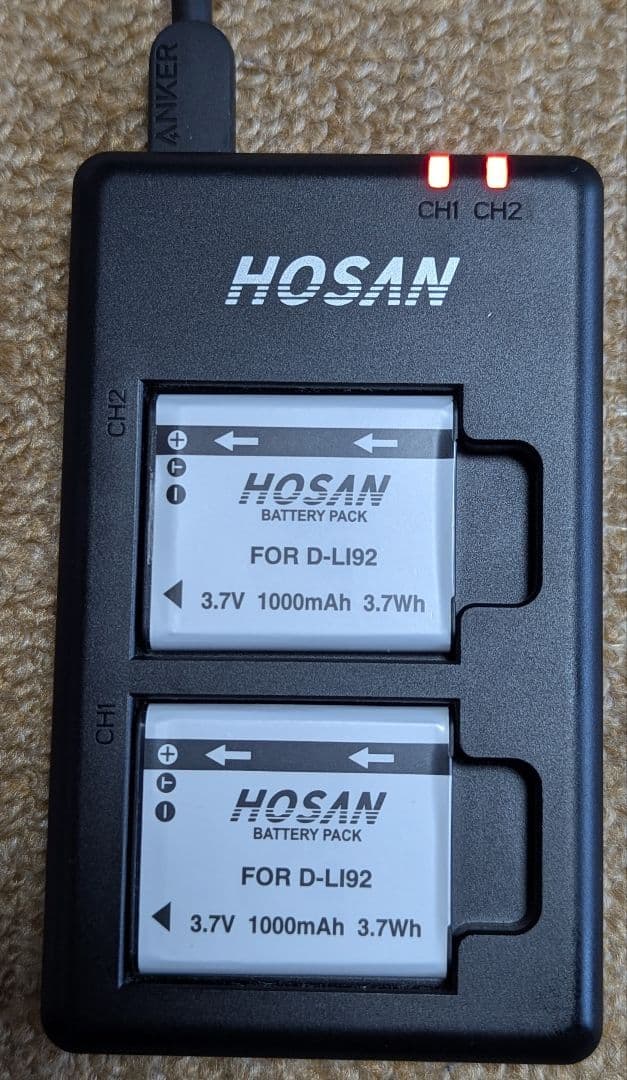 ANKER
CH1 CH2
HOSAN
CH2
+
T
-
HOSAN
BATTERY PACK
FOR D-LI92
3.7V 1000mAh 3.7Wh
CH1
+
T
-
HOSAN
BATTERY PACK
FOR D-LI92
3.7V 1000mAh 3.7Wh